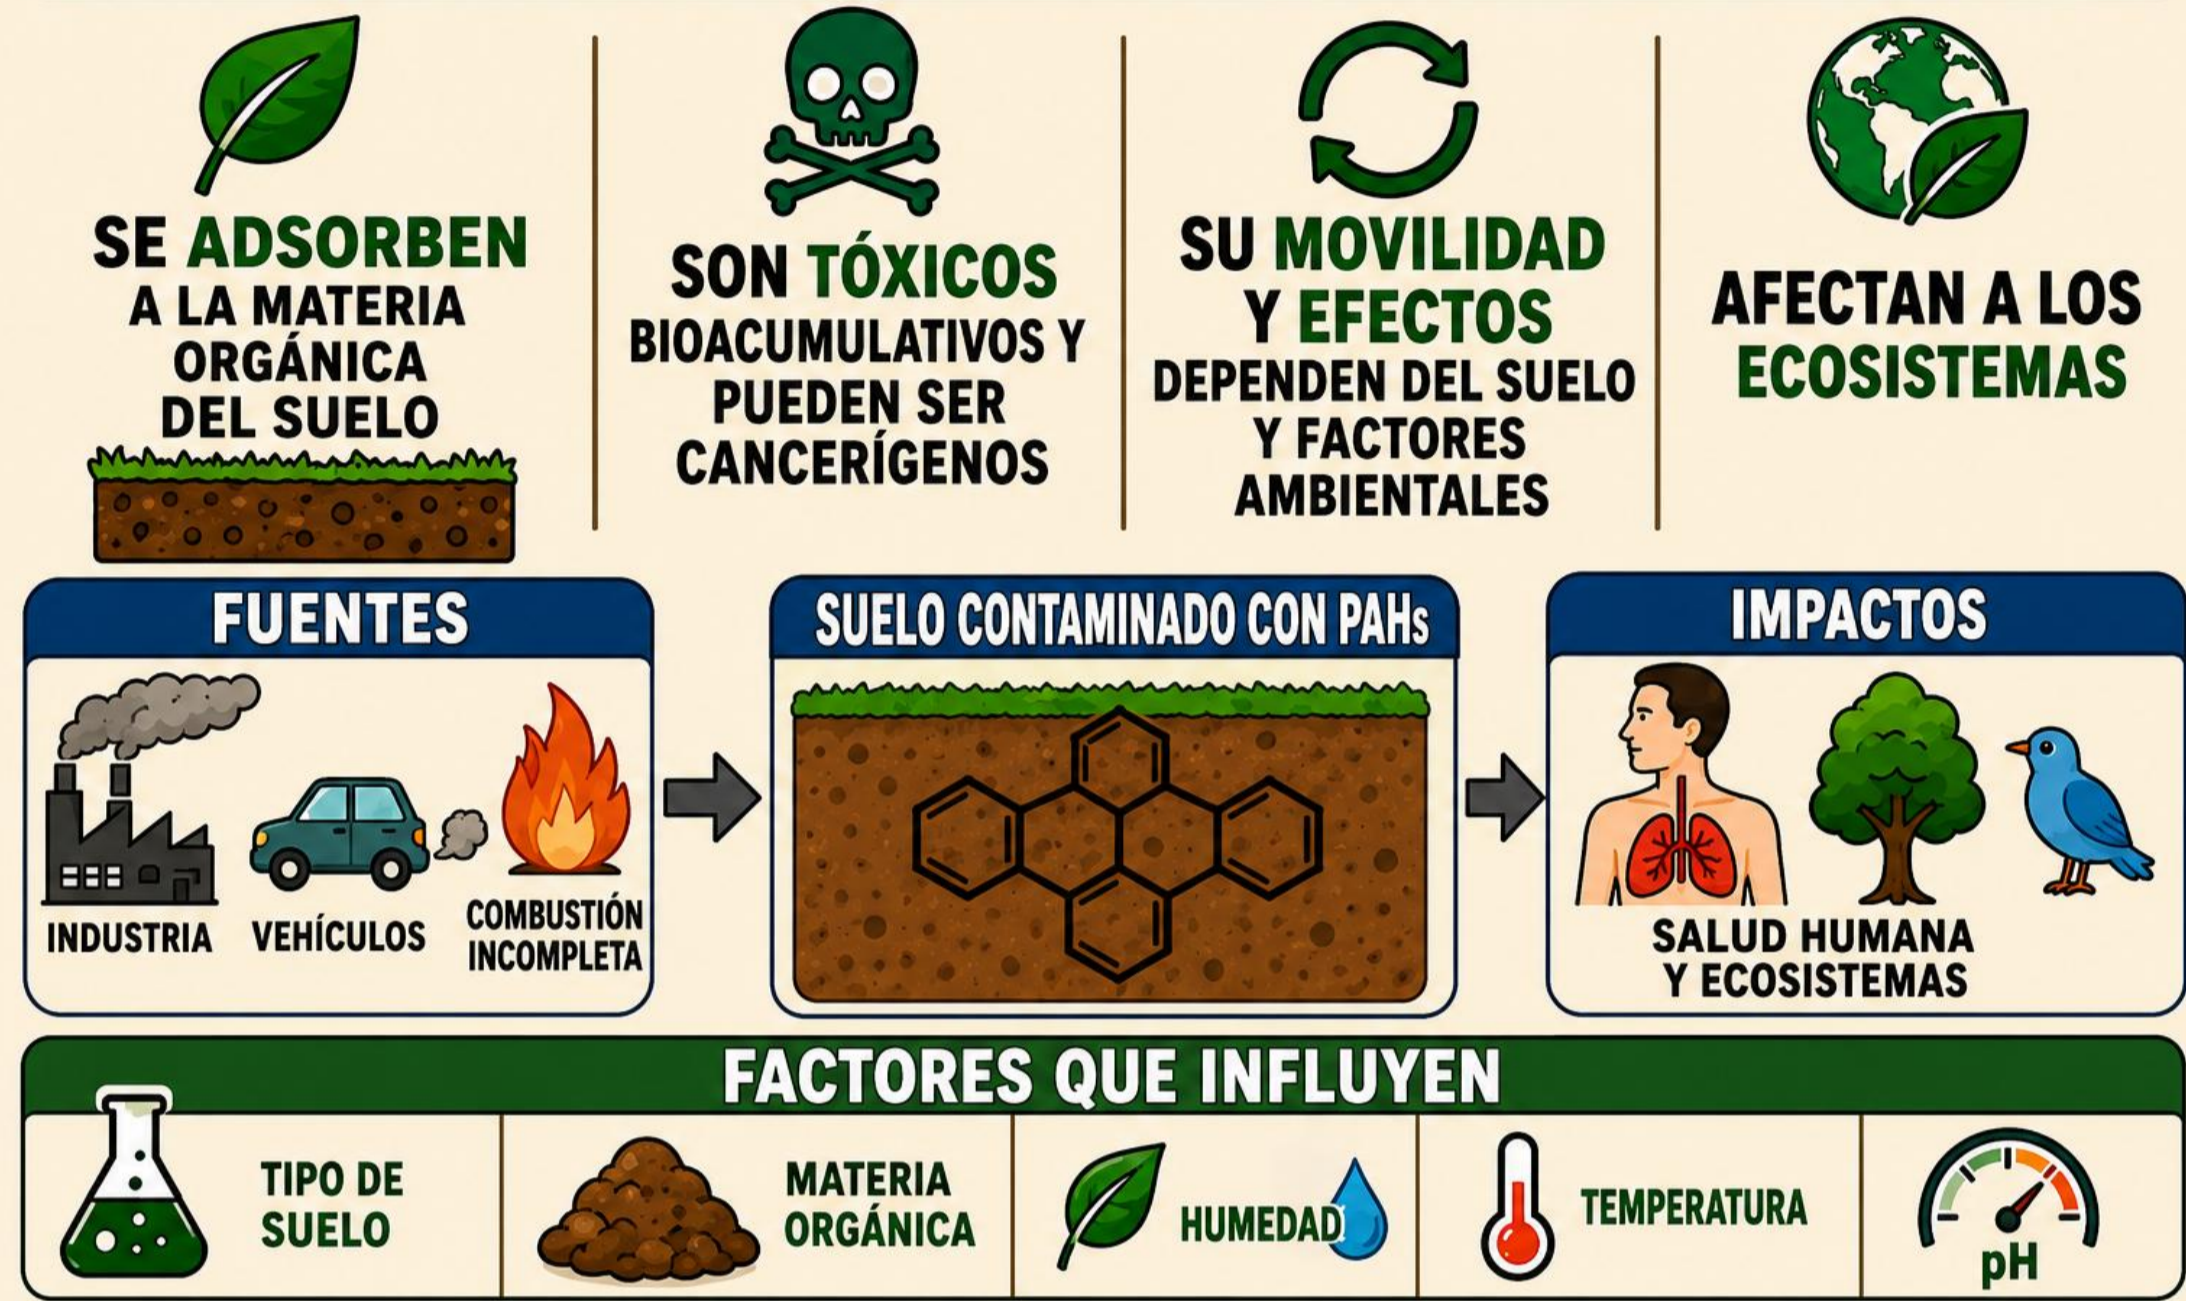 SE ADSORBEN
A LA MATERIA
ORGÁNICA
DEL SUELO
SON TÓXICOS
BIOACUMULATIVOS Y
PUEDEN SER
CANCERÍGENOS
SU MOVILIDAD
Y EFECTOS
DEPENDEN DEL SUELO
Y FACTORES
AMBIENTALES
AFECTAN A LOS
ECOSISTEMAS
FUENTES
INDUSTRIA
VEHÍCULOS
COMBUSTIÓN
INCOMPLETA
SUELO CONTAMINADO CON PAHs
IMPACTOS
SALUD HUMANA
Y ECOSISTEMAS
FACTORES QUE INFLUYEN
TIPO DE
SUELO
MATERIA
ORGÁNICA
HUMEDAD
TEMPERATURA
pH